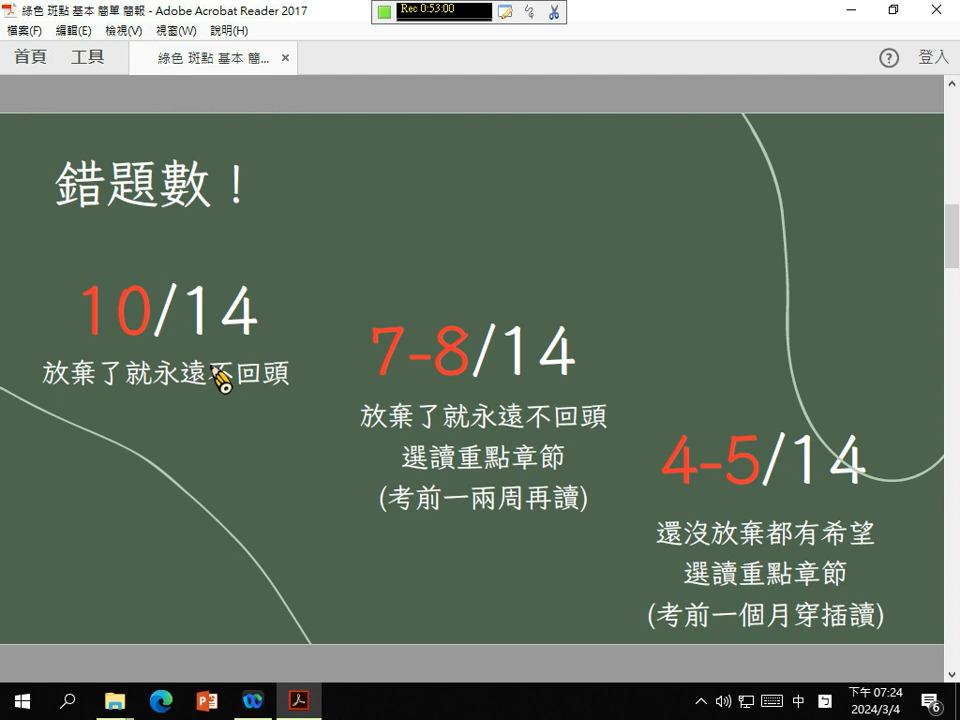 綠色 斑點 基本 簡單 簡報 - Adobe Acrobat Reader 2017
Rec 0:53:00
檔案(F) 編輯(E) 檢視(V) 視窗(W) 說明(H)
首頁 工具 綠色 斑點 基本 簡... × ? 登入
錯題數！
10/14
放棄了就永遠不回頭
7-8/14
放棄了就永遠不回頭
選讀重點章節
(考前一兩周再讀)
4-5/14
還沒放棄都有希望
選讀重點章節
(考前一個月穿插讀)
中
下午 07:24
2024/3/4
6